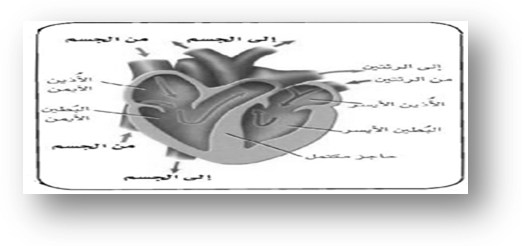 من الجسم
إلى الجسم
إلى الرئتين
من الرئتين
الأذين
الأيمن
الأذين الأيسر
البطين
الأيمن
البطين الأيسر
من الجسم
حاجز مكتمل
إلى الجسم